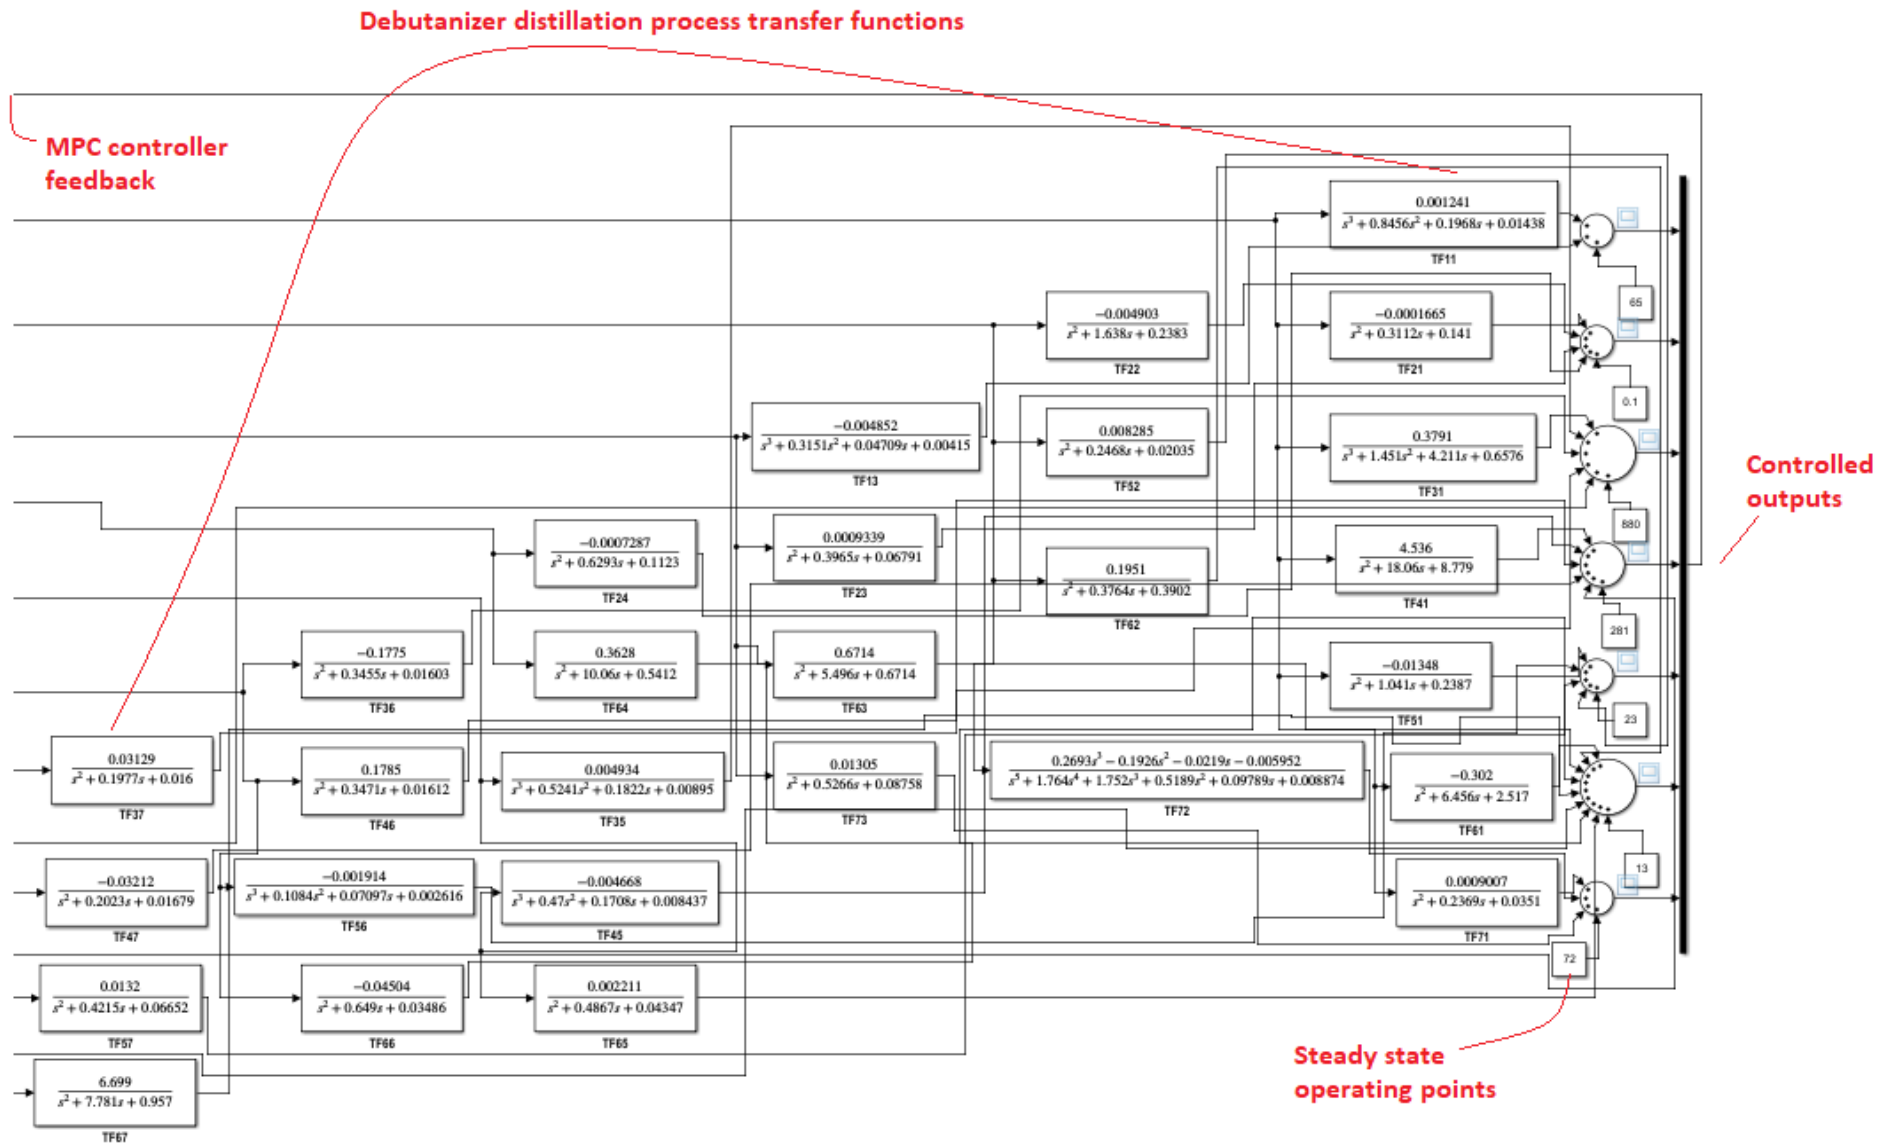 Debutanizer distillation process transfer functions
MPC controller
feedback
0.001241
s³ + 0.8456s² + 0.1968s + 0.01438
TF11
65
−0.004903
s² + 1.638s + 0.2383
TF22
−0.0001665
s² + 0.3112s + 0.141
TF21
0.1
−0.004852
s³ + 0.3151s² + 0.04709s + 0.00415
TF13
0.008285
s² + 0.2468s + 0.02035
TF52
0.3791
s³ + 1.451s² + 4.211s + 0.6576
TF31
Controlled
outputs
880
−0.0007287
s² + 0.6293s + 0.1123
TF24
0.0009339
s² + 0.3965s + 0.06791
TF23
0.1951
s² + 0.3764s + 0.3902
TF62
4.536
s² + 18.06s + 8.779
TF41
281
−0.1775
s² + 0.3455s + 0.01603
TF36
0.3628
s² + 10.06s + 0.5412
TF64
0.6714
s² + 5.496s + 0.6714
TF63
−0.01348
s² + 1.041s + 0.2387
TF51
23
0.03129
s² + 0.1977s + 0.016
TF37
0.1785
s² + 0.3471s + 0.01612
TF46
0.004934
s³ + 0.5241s² + 0.1822s + 0.00895
TF35
0.01305
s² + 0.5266s + 0.08758
TF73
0.2693s³ − 0.1926s² − 0.0219s − 0.005952
s⁵ + 1.764s⁴ + 1.752s³ + 0.5189s² + 0.09789s + 0.008874
TF72
−0.302
s² + 6.456s + 2.517
TF61
13
−0.03212
s² + 0.2023s + 0.01679
TF47
−0.001914
s³ + 0.1084s² + 0.07097s + 0.002616
TF56
−0.004668
s³ + 0.47s² + 0.1708s + 0.008437
TF45
0.0009007
s² + 0.2369s + 0.0351
TF71
72
0.0132
s² + 0.4215s + 0.06652
TF57
−0.04504
s² + 0.649s + 0.03486
TF66
0.002211
s² + 0.4867s + 0.04347
TF65
Steady state
operating points
6.699
s² + 7.781s + 0.957
TF67